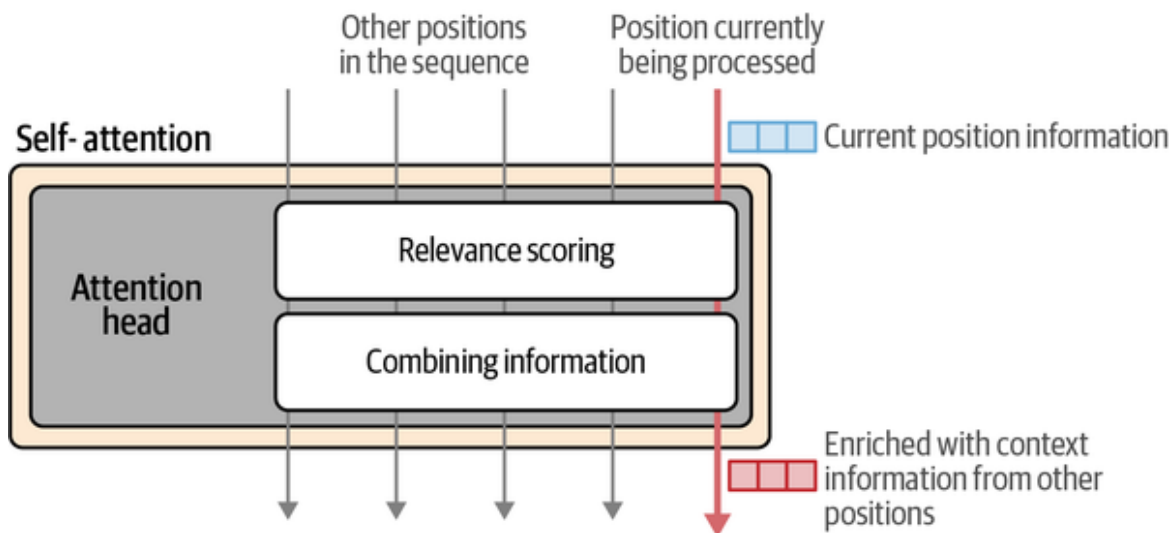 Other positions
in the sequence
Position currently
being processed
Self- attention
Current position information
Relevance scoring
Attention
head
Combining information
Enriched with context
information from other
positions